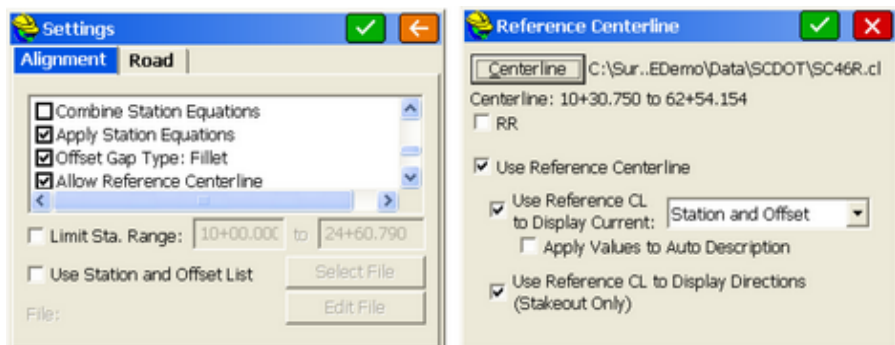 Settings
Alignment Road
Combine Station Equations
Apply Station Equations
Offset Gap Type: Fillet
Allow Reference Centerline
Limit Sta. Range: 10+00.000 to 24+60.790
Use Station and Offset List Select File
File: Edit File
Reference Centerline
Centerline C:\Sur..EDemo\Data\SCDOT\SC46R.cl
Centerline: 10+30.750 to 62+54.154
RR
Use Reference Centerline
Use Reference CL
to Display Current: Station and Offset
Apply Values to Auto Description
Use Reference CL to Display Directions
(Stakeout Only)